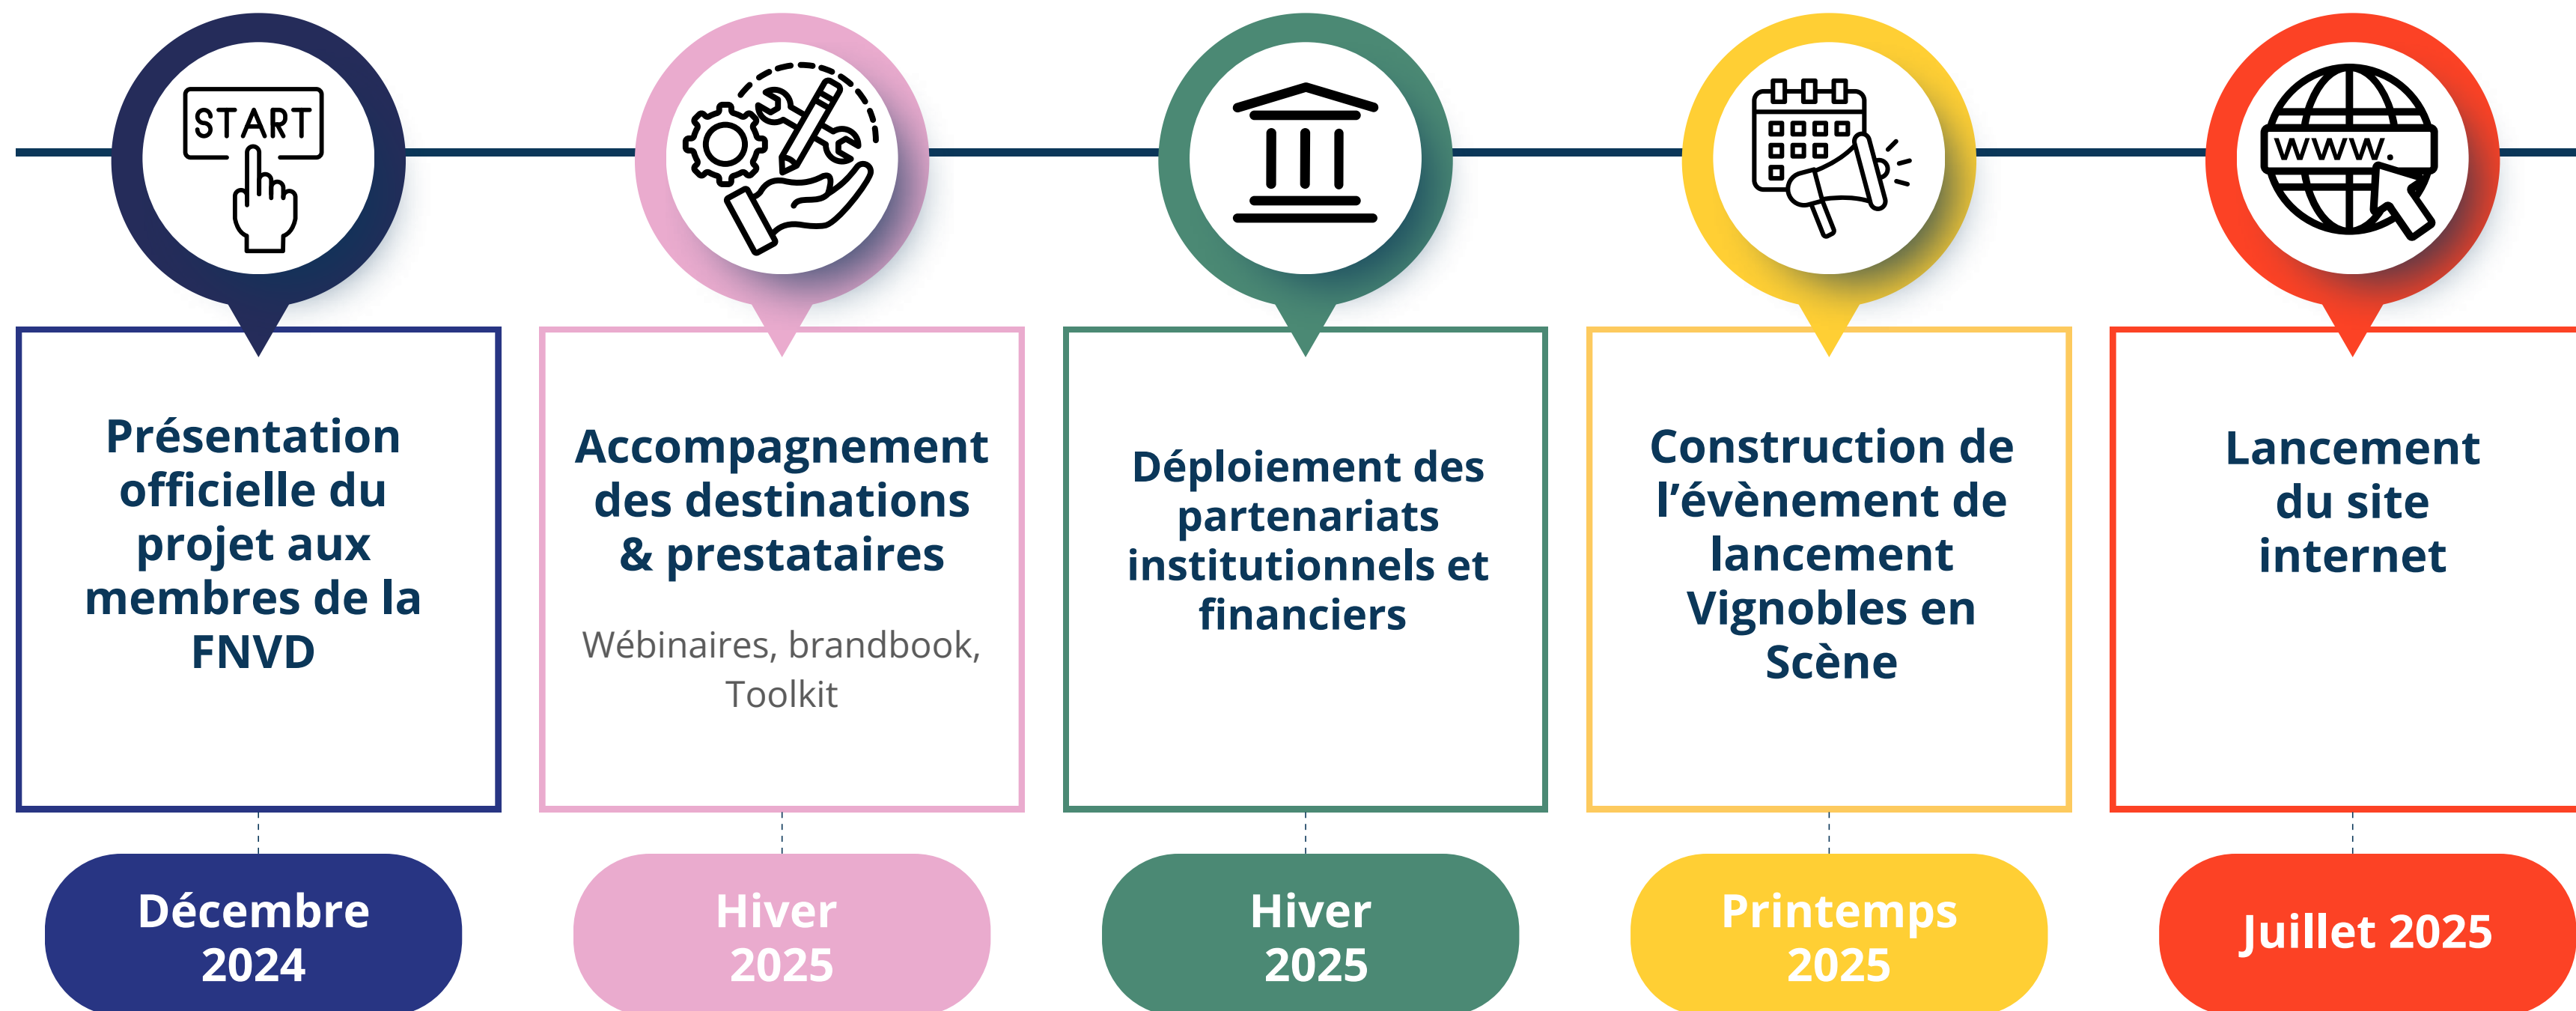 START
WWW.
Présentation
officielle du
projet aux
membres de la
FNVD
Accompagnement
des destinations
& prestataires
Wébinaires, brandbook,
Toolkit
Déploiement des
partenariats
institutionnels et
financiers
Construction de
l’évènement de
lancement
Vignobles en
Scène
Lancement
du site
internet
Décembre
2024
Hiver
2025
Hiver
2025
Printemps
2025
Juillet 2025